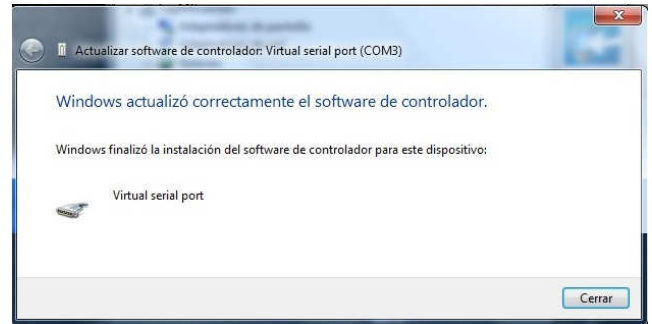 Actualizar software de controlador: Virtual serial port (COM3)
Windows actualizó correctamente el software de controlador.
Windows finalizó la instalación del software de controlador para este dispositivo:
Virtual serial port
Cerrar